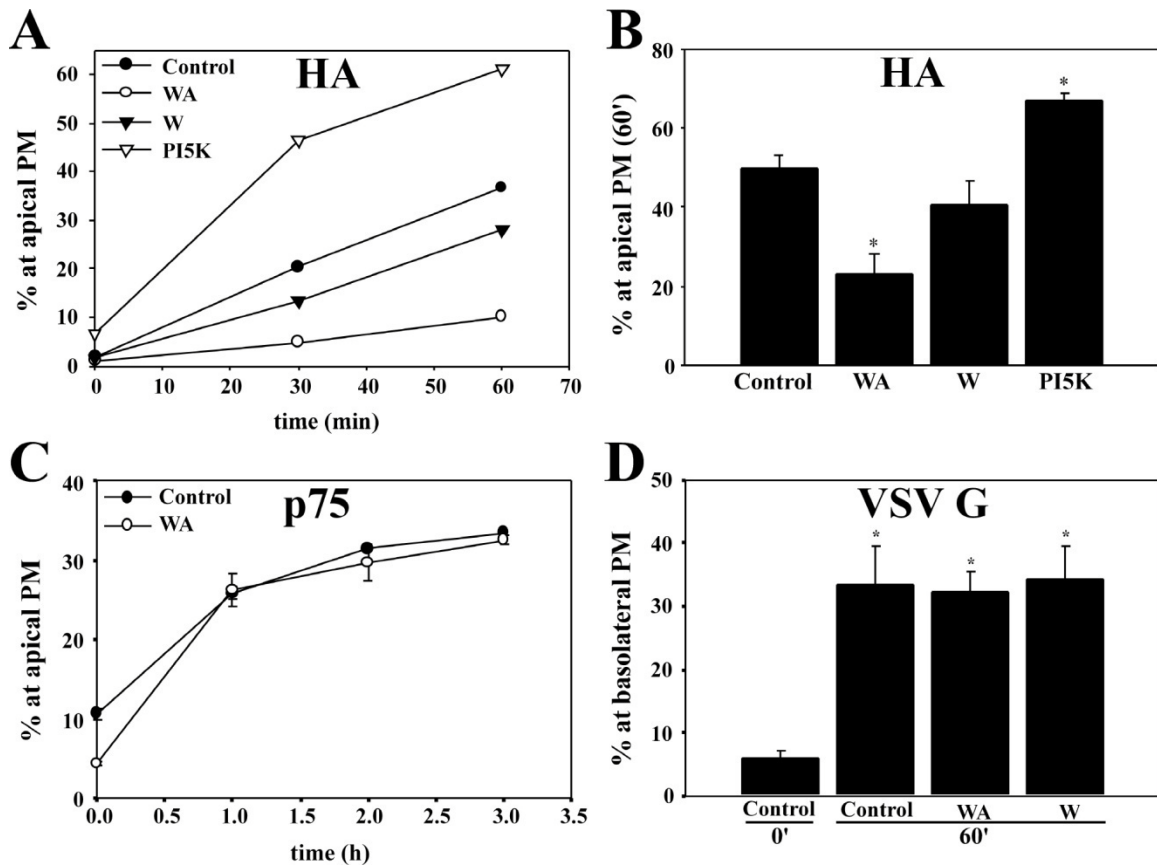 A
HA
Control
WA
W
PI5K
% at apical PM
60
50
40
30
20
10
0
0 10 20 30 40 50 60 70
time (min)
B
HA
% at apical PM (60')
80
60
40
20
0
* *
Control WA W PI5K
C
p75
Control
WA
% at apical PM
40
30
20
10
0
0.0 0.5 1.0 1.5 2.0 2.5 3.0 3.5
time (h)
D
VSV G
% at basolateral PM
50
40
30
20
10
0
* * *
Control Control WA W
0' 60'